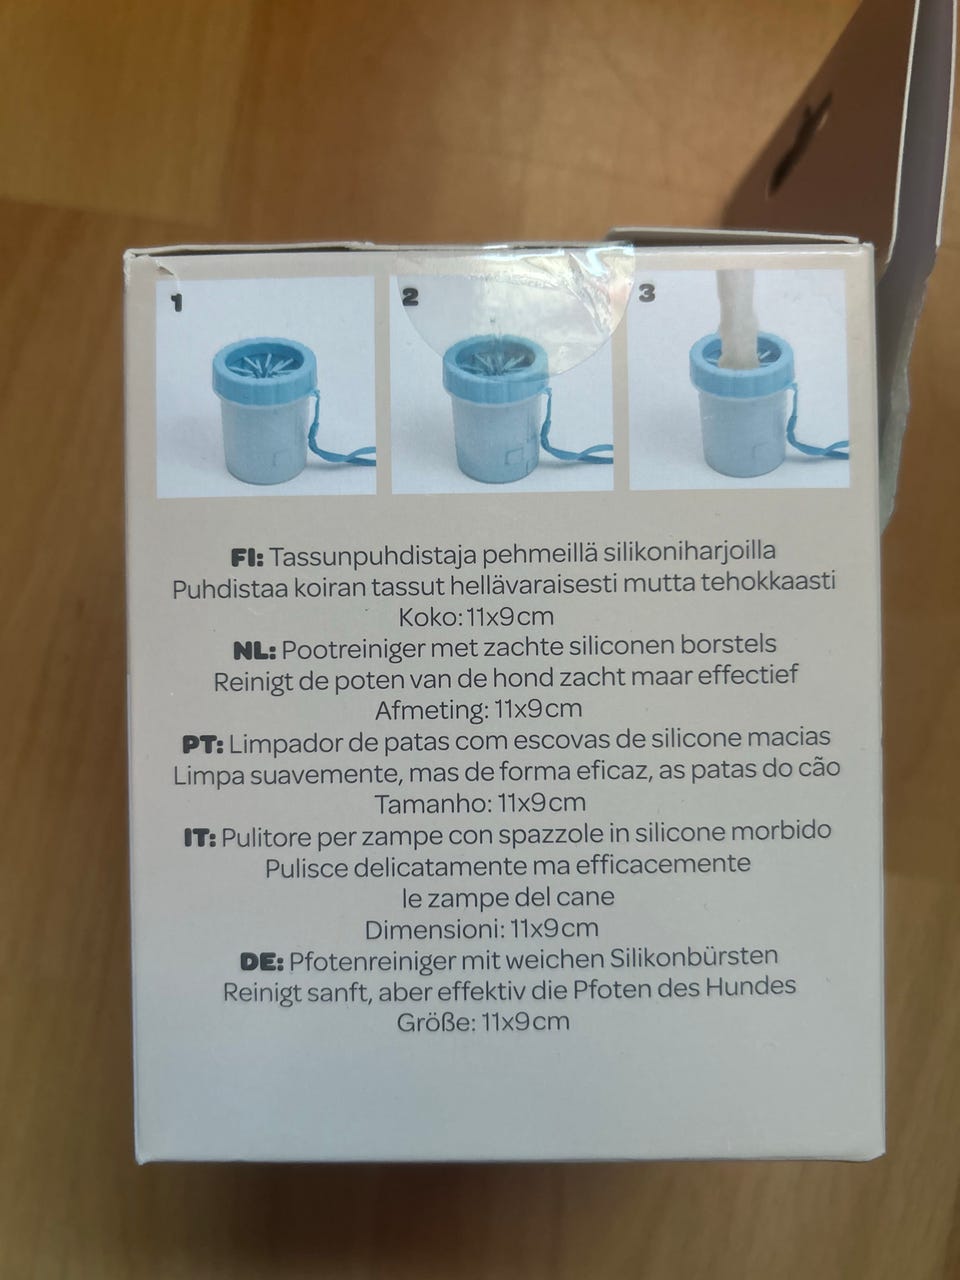 1
2
3
FI: Tassunpuhdistaja pehmeillä silikoniharjoilla
Puhdistaa koiran tassut hellävaraisesti mutta tehokkaasti
Koko: 11x9cm
NL: Pootreiniger met zachte siliconen borstels
Reinigt de poten van de hond zacht maar effectief
Afmeting: 11x9cm
PT: Limpador de patas com escovas de silicone macias
Limpa suavemente, mas de forma eficaz, as patas do cão
Tamanho: 11x9cm
IT: Pulitore per zampe con spazzole in silicone morbido
Pulisce delicatamente ma efficacemente
le zampe del cane
Dimensioni: 11x9cm
DE: Pfotenreiniger mit weichen Silikonbürsten
Reinigt sanft, aber effektiv die Pfoten des Hundes
Größe: 11x9cm